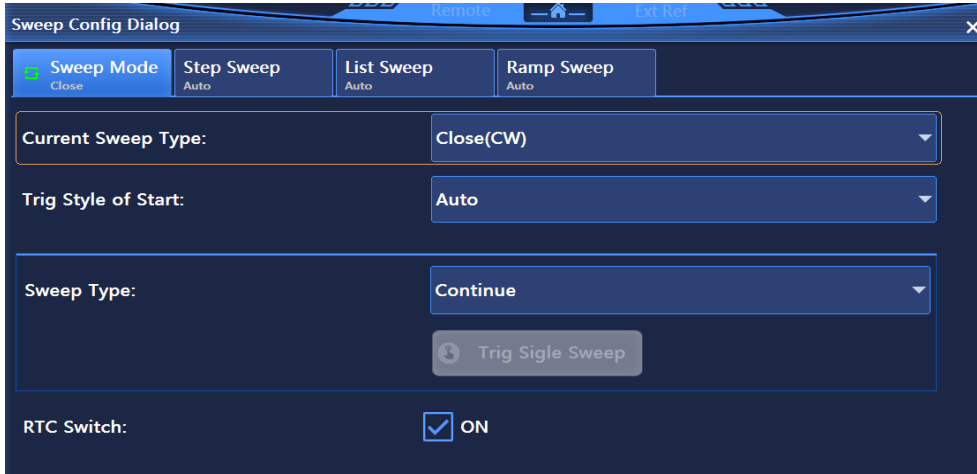 Remote Ext Ref
Sweep Config Dialog
Sweep Mode Step Sweep List Sweep Ramp Sweep
Close Auto Auto Auto
Current Sweep Type: Close(CW)
Trig Style of Start: Auto
Sweep Type: Continue
Trig Sigle Sweep
RTC Switch: ON